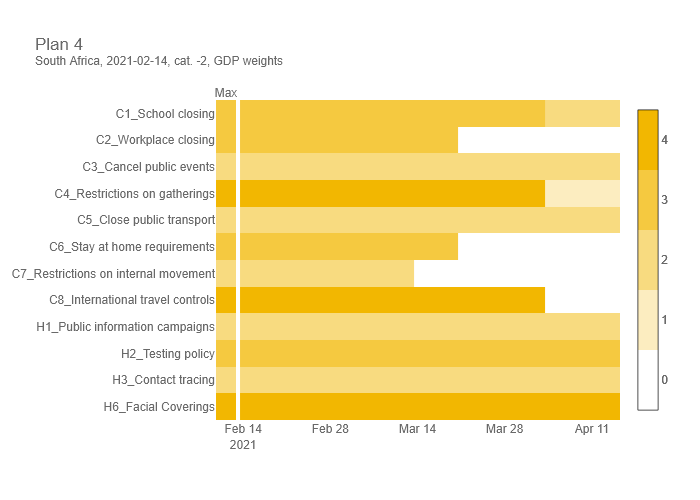 Plan 4
South Africa, 2021-02-14, cat. -2, GDP weights
Max
C1_School closing
C2_Workplace closing
C3_Cancel public events
C4_Restrictions on gatherings
C5_Close public transport
C6_Stay at home requirements
C7_Restrictions on internal movement
C8_International travel controls
H1_Public information campaigns
H2_Testing policy
H3_Contact tracing
H6_Facial Coverings
4
3
2
1
0
Feb 14 Feb 28 Mar 14 Mar 28 Apr 11
2021